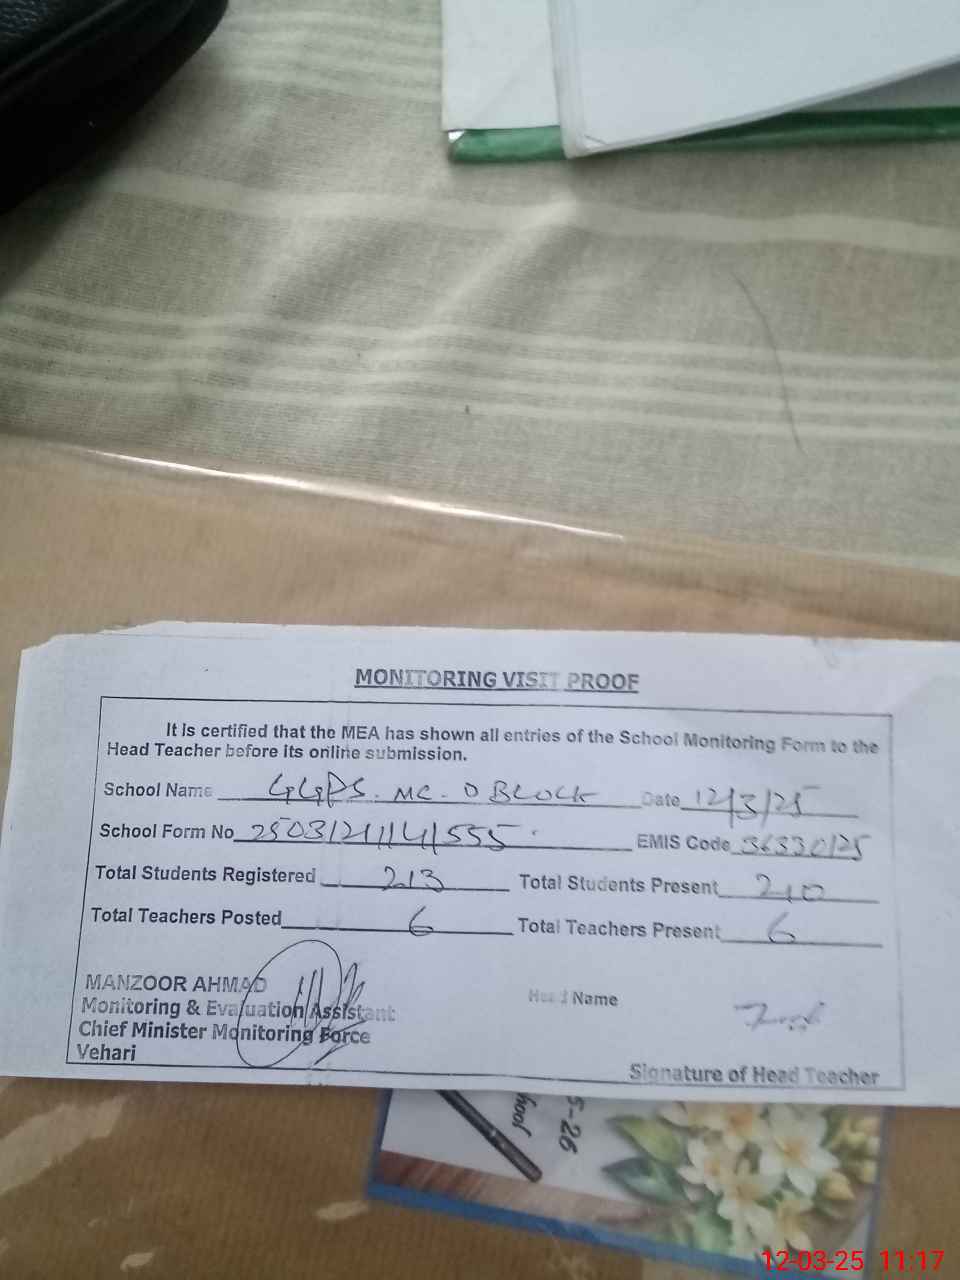 MONITORING VISIT PROOF
It is certified that the MEA has shown all entries of the School Monitoring Form to the
Head Teacher before its online submission.
School Name GGPS. MC. D BLOCK Date 12/3/25
School Form No EMIS Code 36330125
Total Students Registered 213 Total Students Present 210
Total Teachers Posted 6 Total Teachers Present 6
MANZOOR AHMAD
Monitoring & Evaluation Assistant
Chief Minister Monitoring Force
Vehari
Head Name
Signature of Head Teacher
5-26
hool
12-03-25 11:17